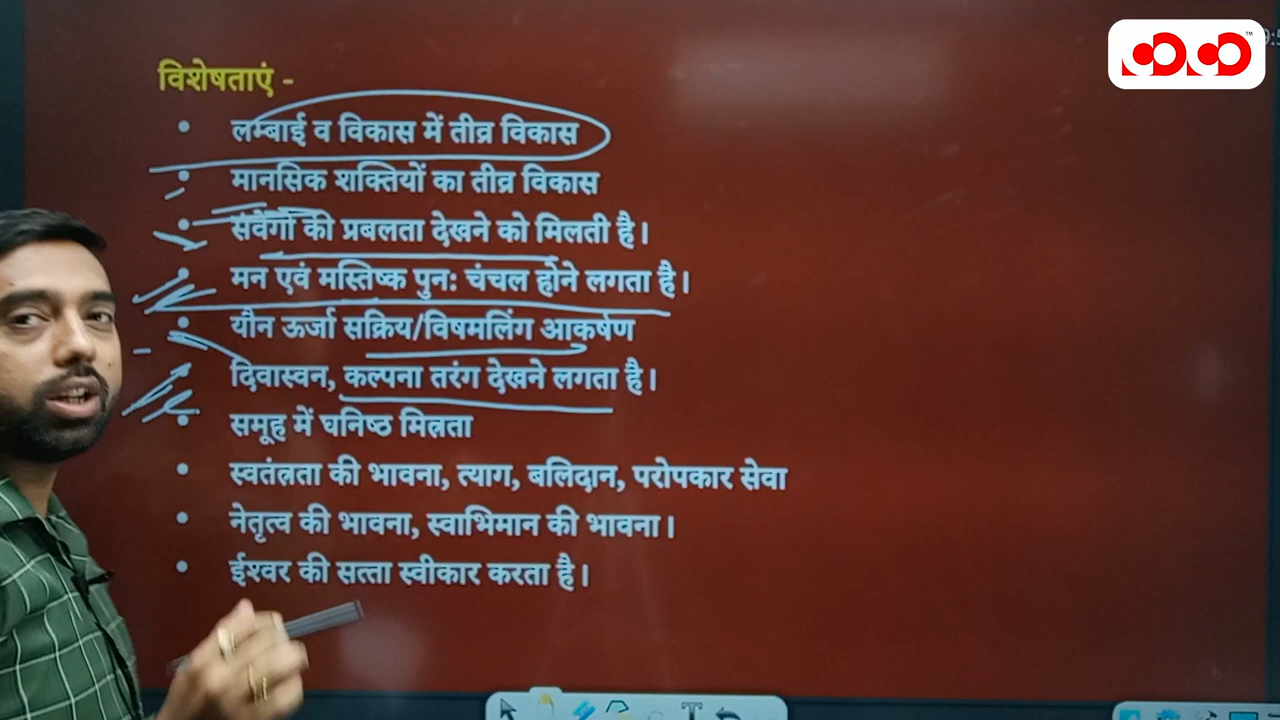 विशेषताएं -
• लम्बाई व विकास में तीव्र विकास
• मानसिक शक्तियों का तीव्र विकास
• संवेगों की प्रबलता देखने को मिलती है।
• मन एवं मस्तिष्क पुन: चंचल होने लगता है।
• यौन ऊर्जा सक्रिय/विषमलिंग आकर्षण
दिवास्वन, कल्पना तरंग देखने लगता है।
• समूह में घनिष्ठ मित्रता
• स्वतंत्रता की भावना, त्याग, बलिदान, परोपकार सेवा
• नेतृत्व की भावना, स्वाभिमान की भावना।
• ईश्वर की सत्ता स्वीकार करता है।